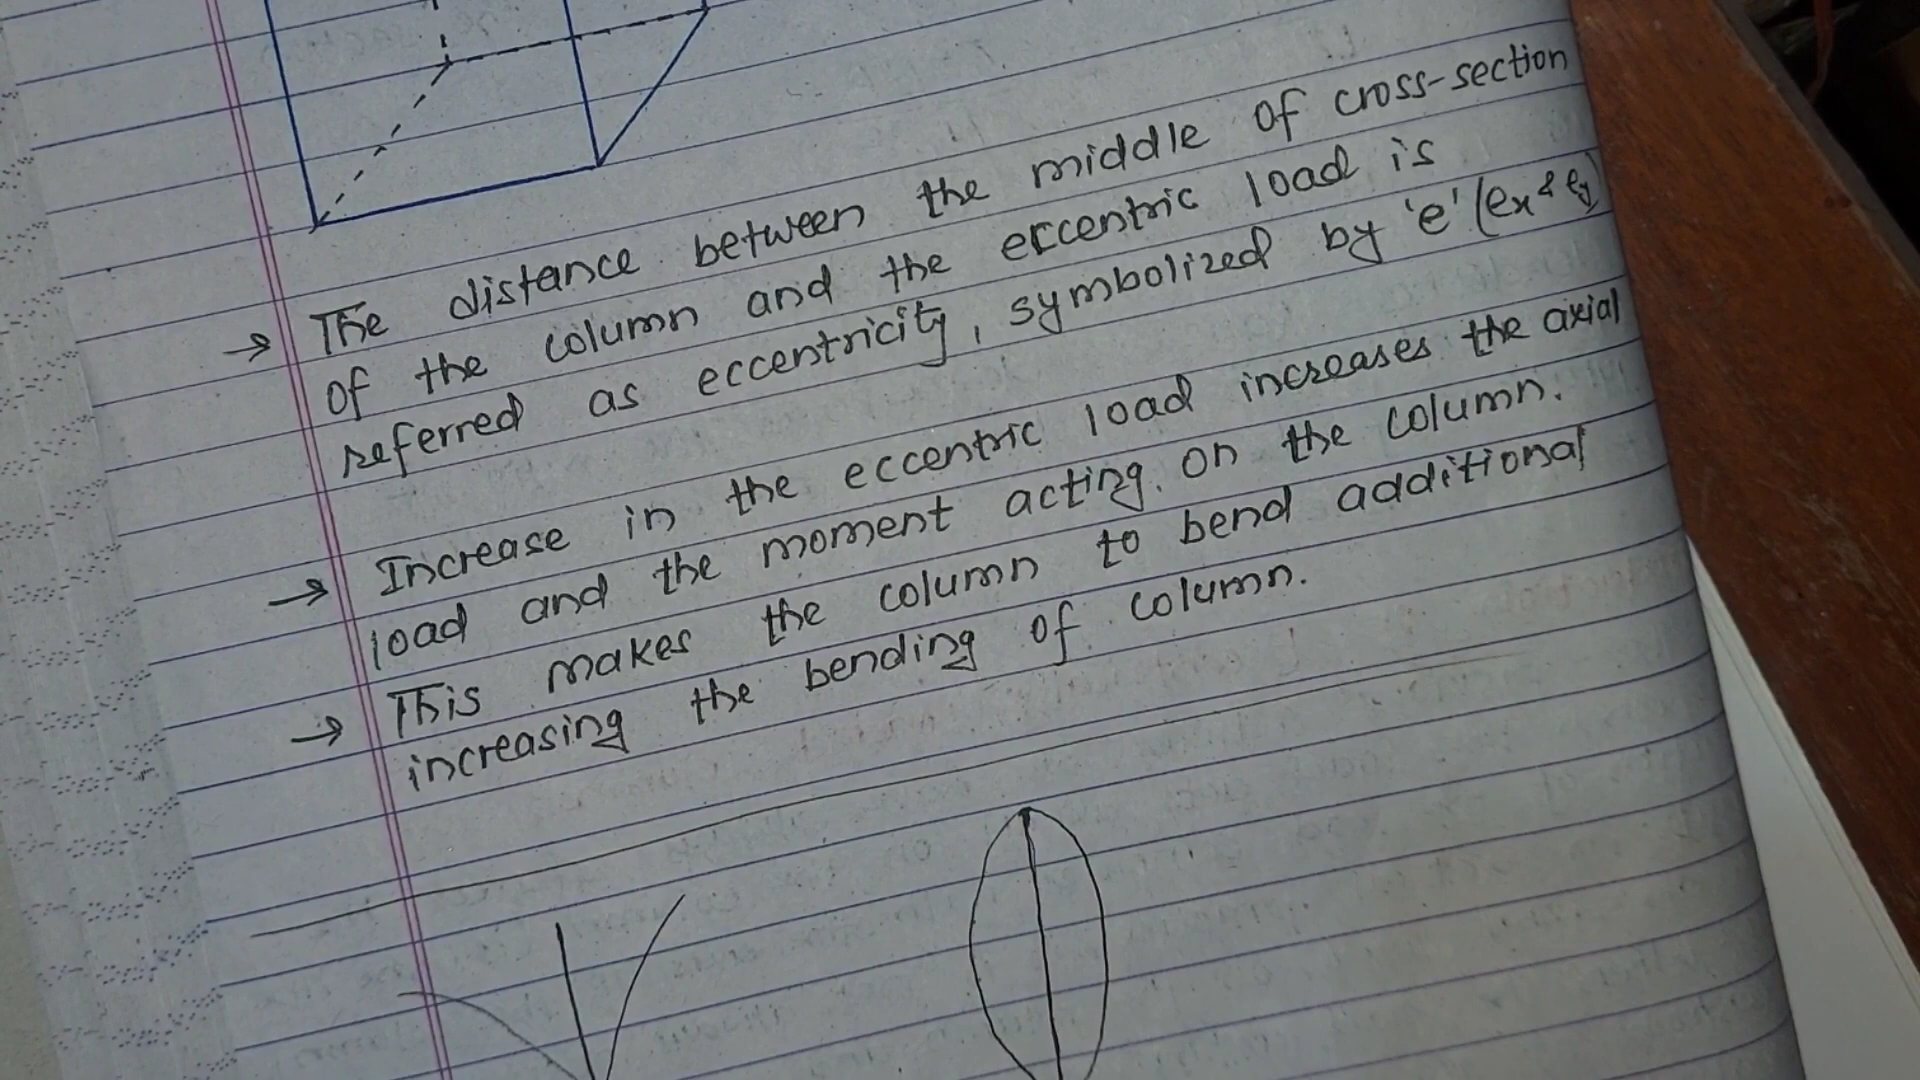 → The distance between the middle of cross-section
of the column and the eccentric load is
referred as eccentricity, symbolized by 'e' (ex & ey)
→ Increase in the eccentric load increases the axial
load and the moment acting. on the column.
→ This makes the column to bend additional
increasing the bending of column.